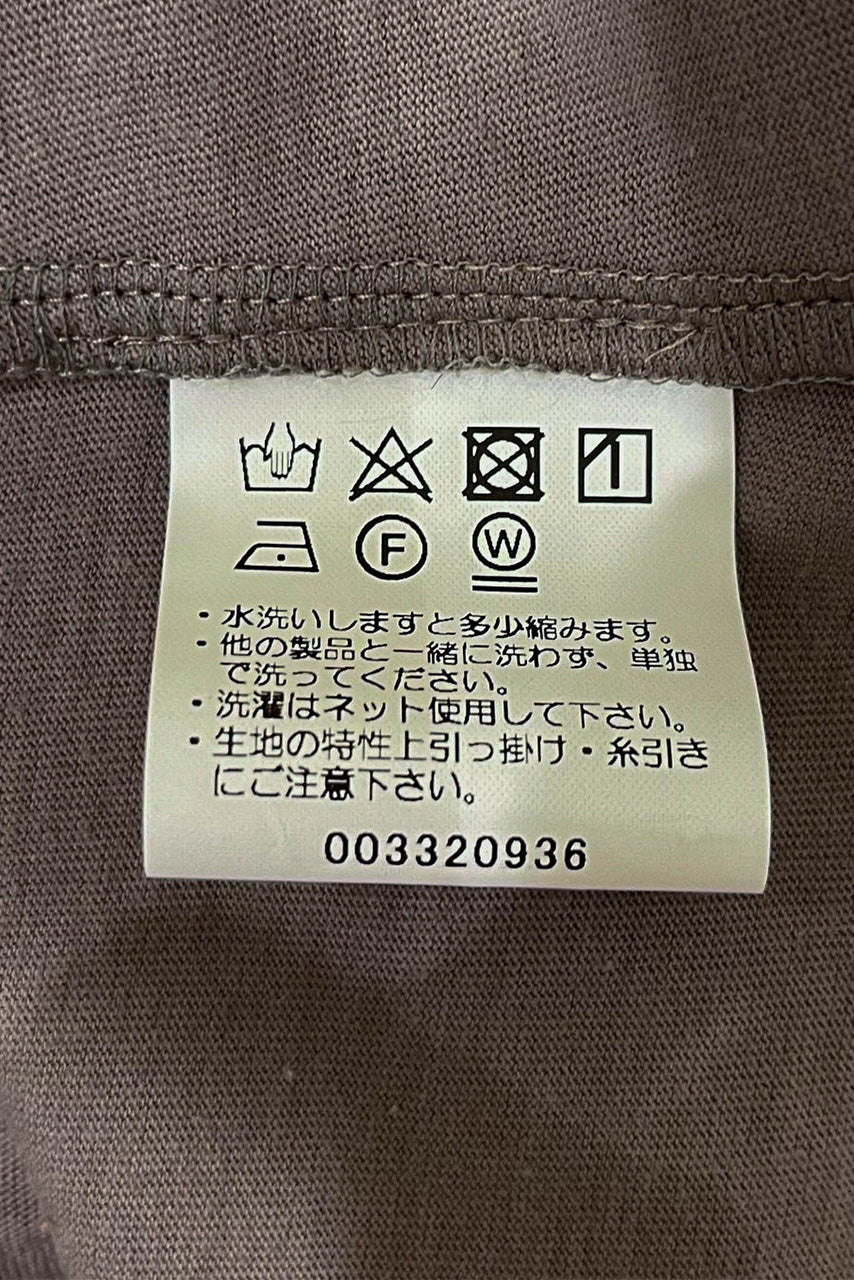 F W
・水洗いしますと多少縮みます。
・他の製品と一緒に洗わず、単独
で洗ってください。
・洗濯はネット使用して下さい。
・生地の特性上引っ掛け・糸引き
にご注意下さい。
003320936